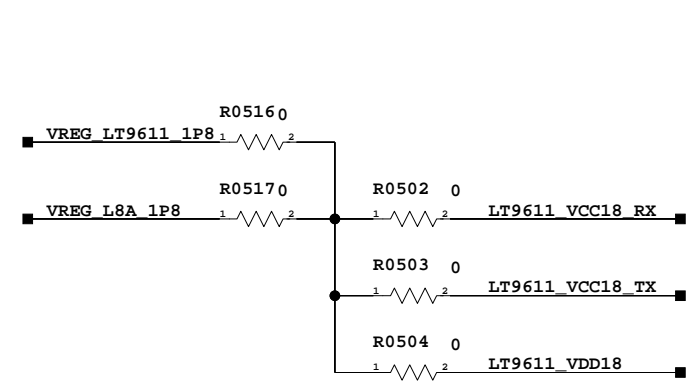 R0516 0
VREG_LT9611_1P8 1 2
R0517 0 R0502 0
VREG_L8A_1P8 1 2 1 2 LT9611_VCC18_RX
R0503 0
1 2 LT9611_VCC18_TX
R0504 0
1 2 LT9611_VDD18